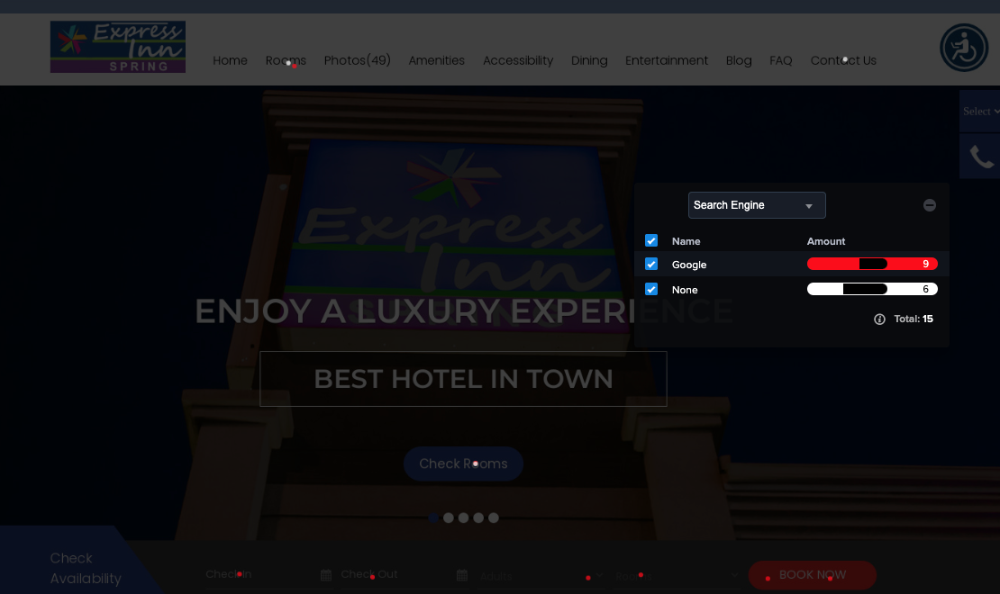 Express
Inn
SPRING
Home Rooms Photos(49) Amenities Accessibility Dining Entertainment Blog FAQ Contact Us
Select
Express
Inn
Search Engine
Name Amount
Google 9
None 6
Total: 15
ENJOY A LUXURY EXPERIENCE
BEST HOTEL IN TOWN
Check Rooms
Check
Availability
Check In Check Out Adults
BOOK NOW